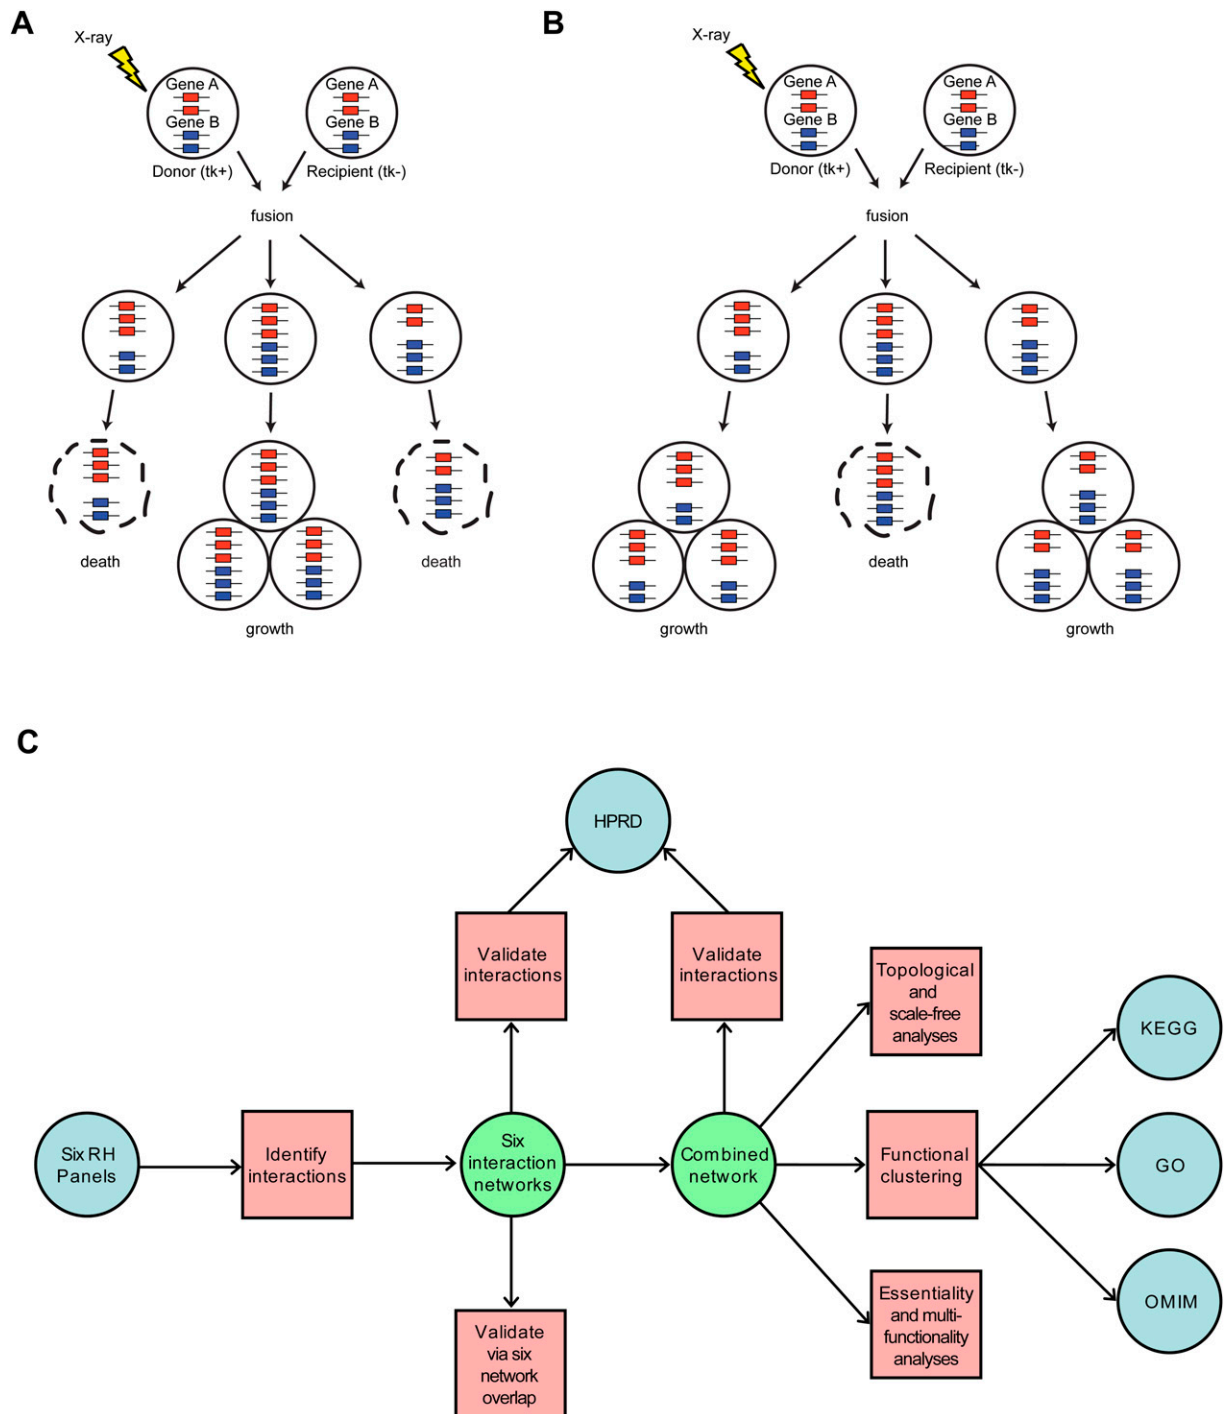 A
X-ray
Gene A
Gene B
Donor (tk+)
Gene A
Gene B
Recipient (tk-)
fusion
death
growth
death
B
X-ray
Gene A
Gene B
Donor (tk+)
Gene A
Gene B
Recipient (tk-)
fusion
growth
death
growth
C
HPRD
Validate
interactions
Validate
interactions
Topological
and
scale-free
analyses
KEGG
Six RH
Panels
Identify
interactions
Six
interaction
networks
Combined
network
Functional
clustering
GO
Validate
via six
network
overlap
Essentiality
and multi-
functionality
analyses
OMIM